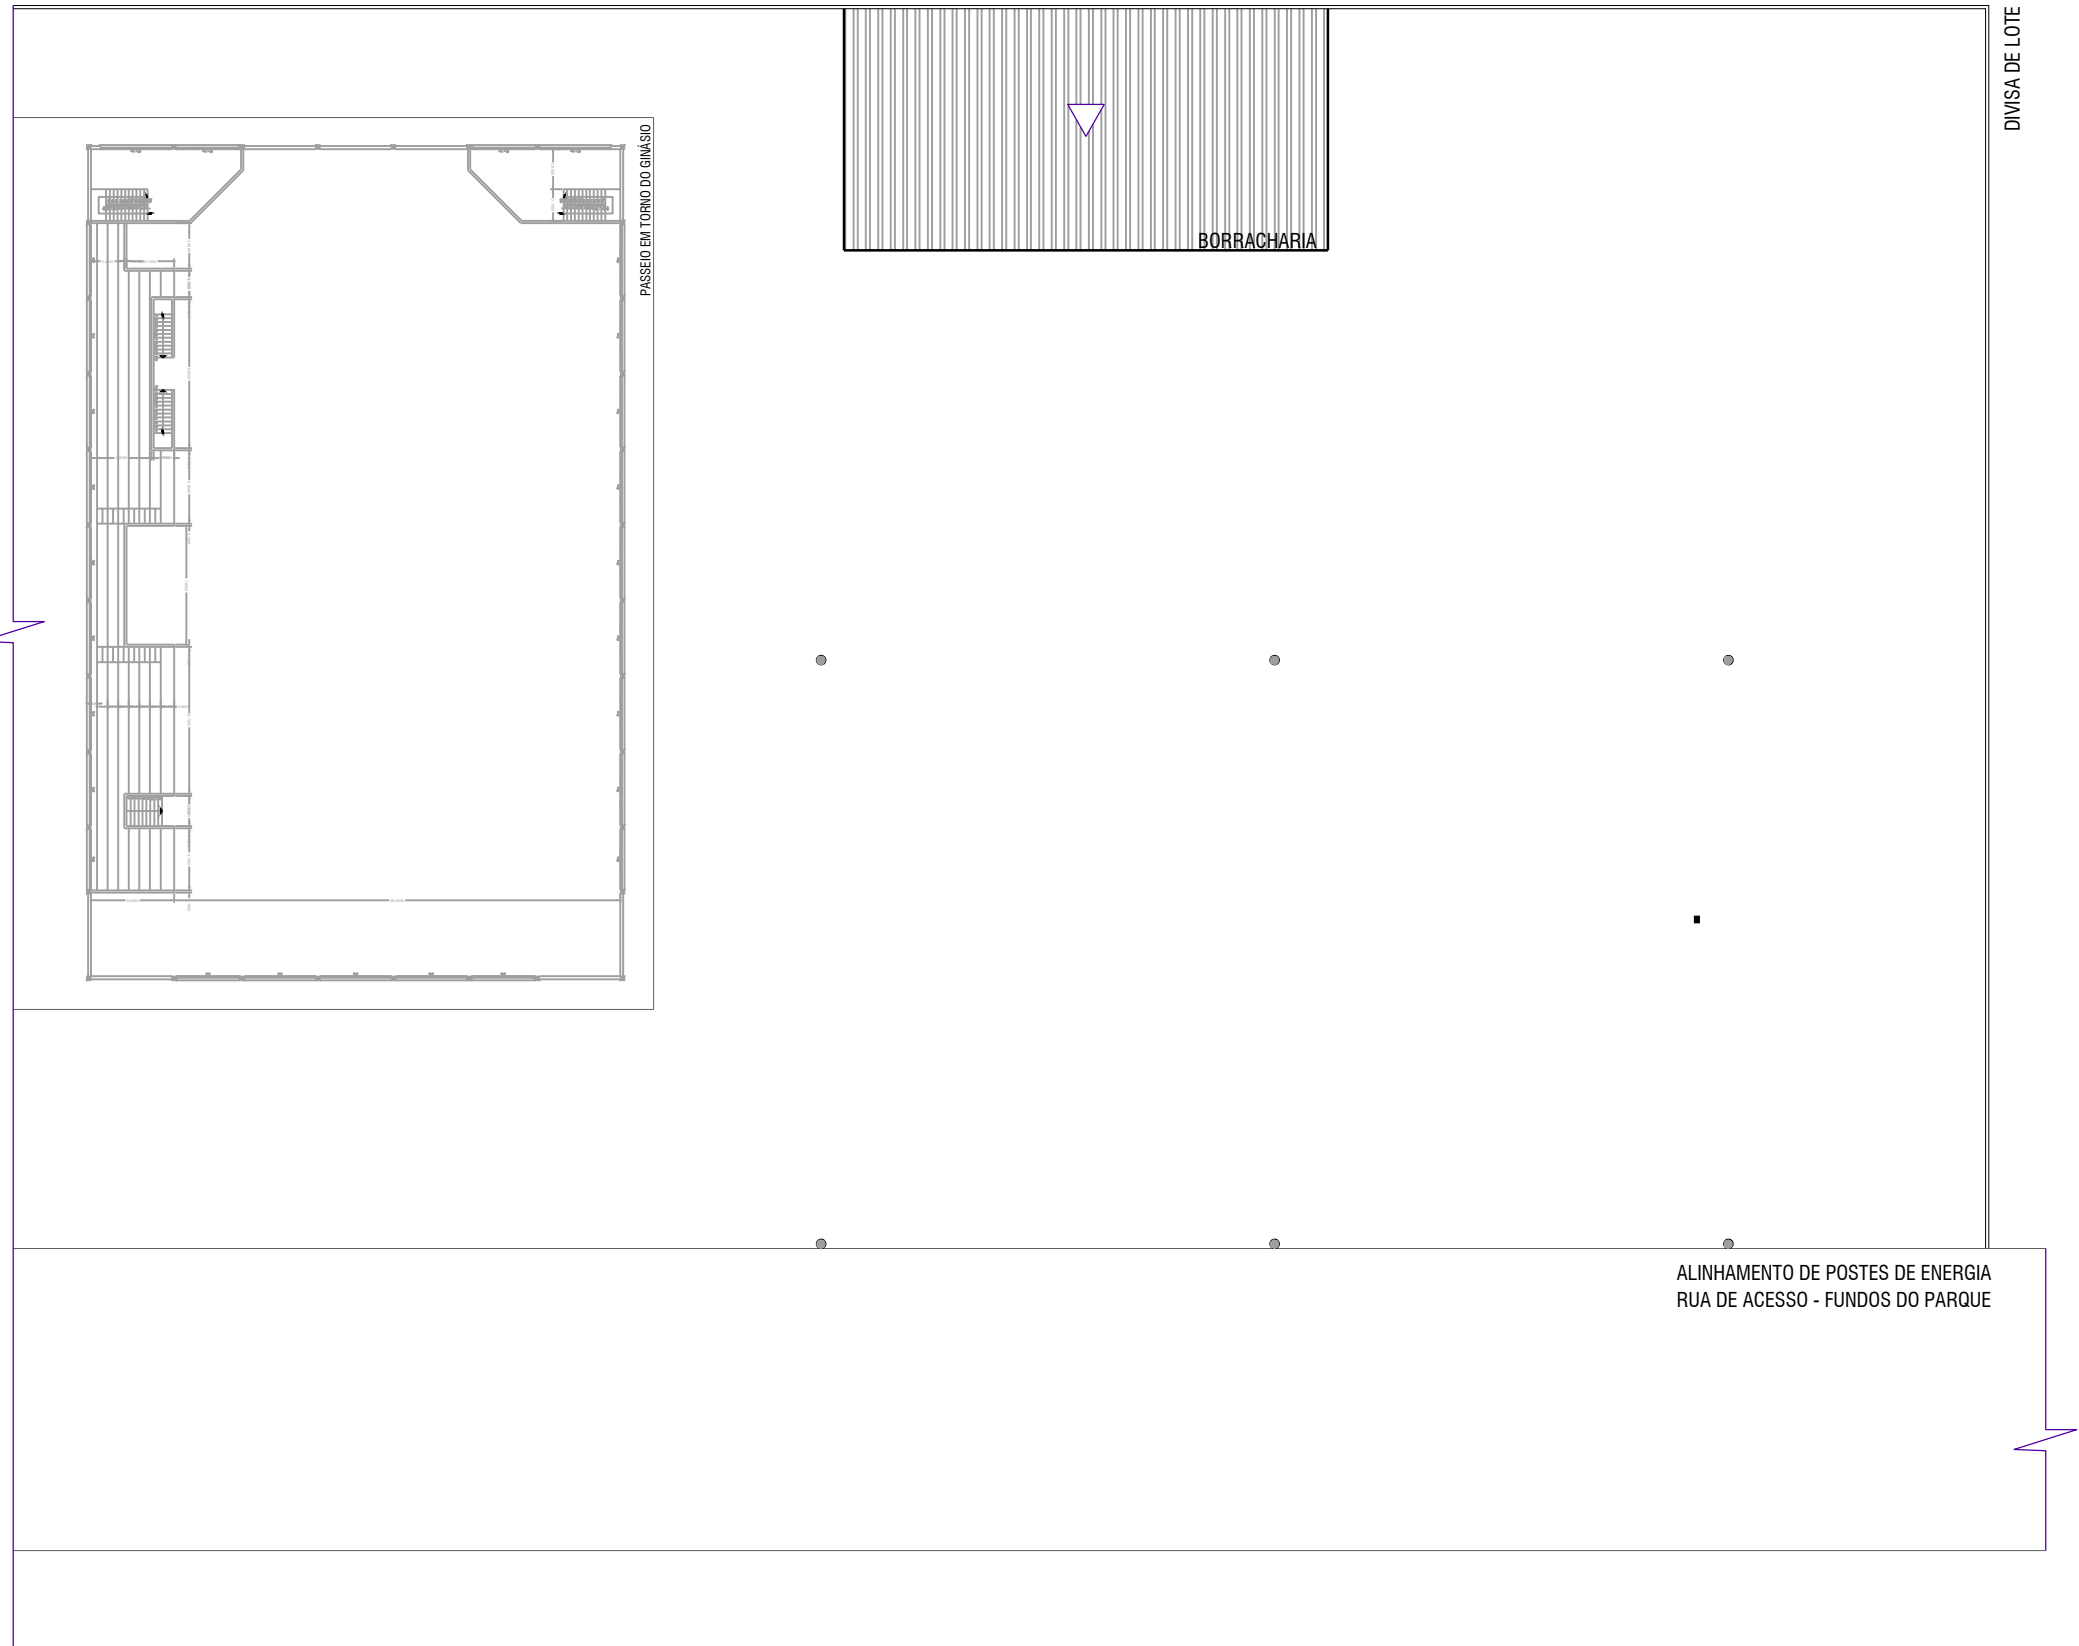 DIVISA DE LOTE
PASSEIO EM TORNO DO GINÁSIO
BORRACHARIA
ALINHAMENTO DE POSTES DE ENERGIA
RUA DE ACESSO - FUNDOS DO PARQUE